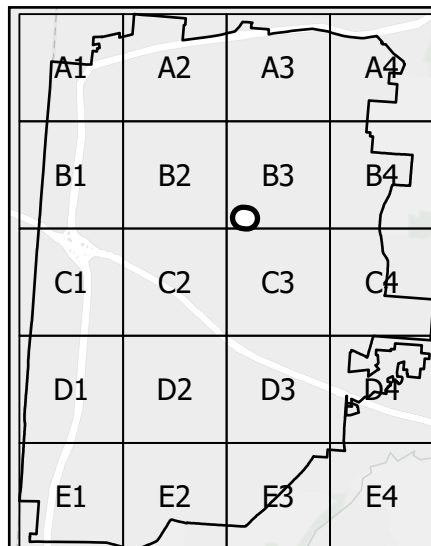 A1 A2 A3 A4
B1 B2 B3 B4
C1 C2 C3 C4
D1 D2 D3 D4
E1 E2 E3 E4